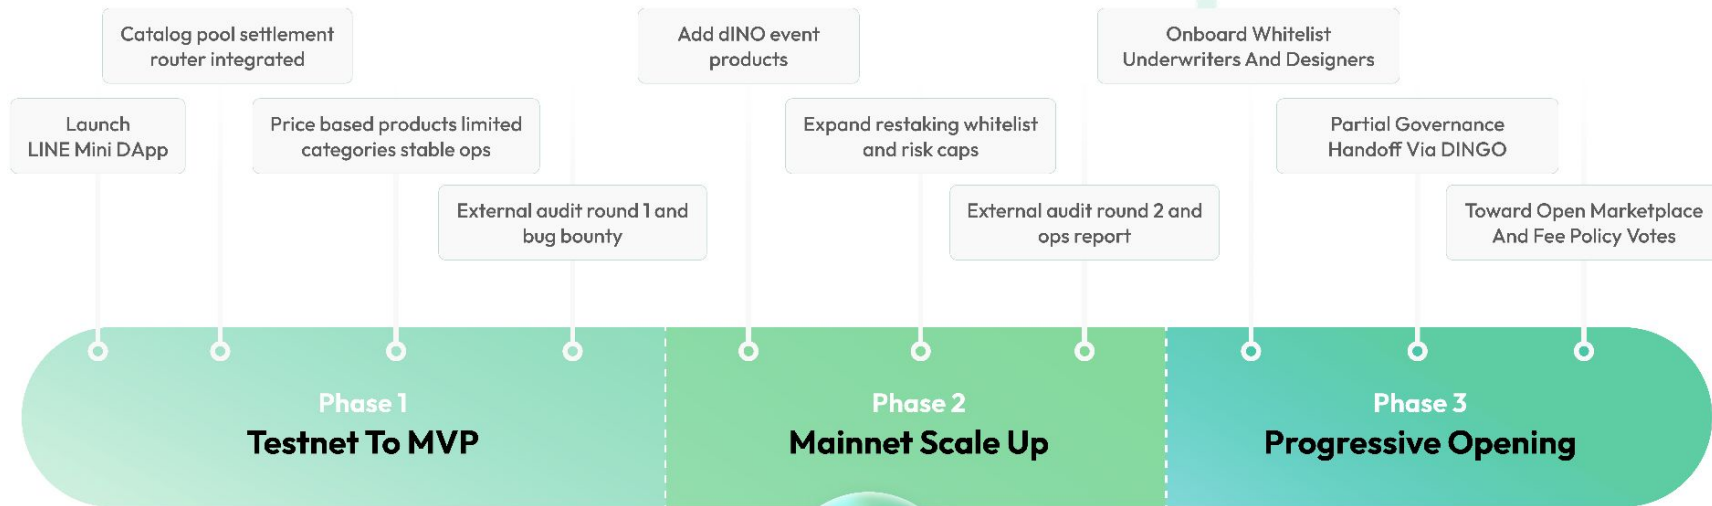 Catalog pool settlement
router integrated
Add dINO event
products
Onboard Whitelist
Underwriters And Designers
Launch
LINE Mini DApp
Price based products limited
categories stable ops
Expand restaking whitelist
and risk caps
Partial Governance
Handoff Via DINGO
External audit round 1 and
bug bounty
External audit round 2 and
ops report
Toward Open Marketplace
And Fee Policy Votes
Phase 1
Testnet To MVP
Phase 2
Mainnet Scale Up
Phase 3
Progressive Opening